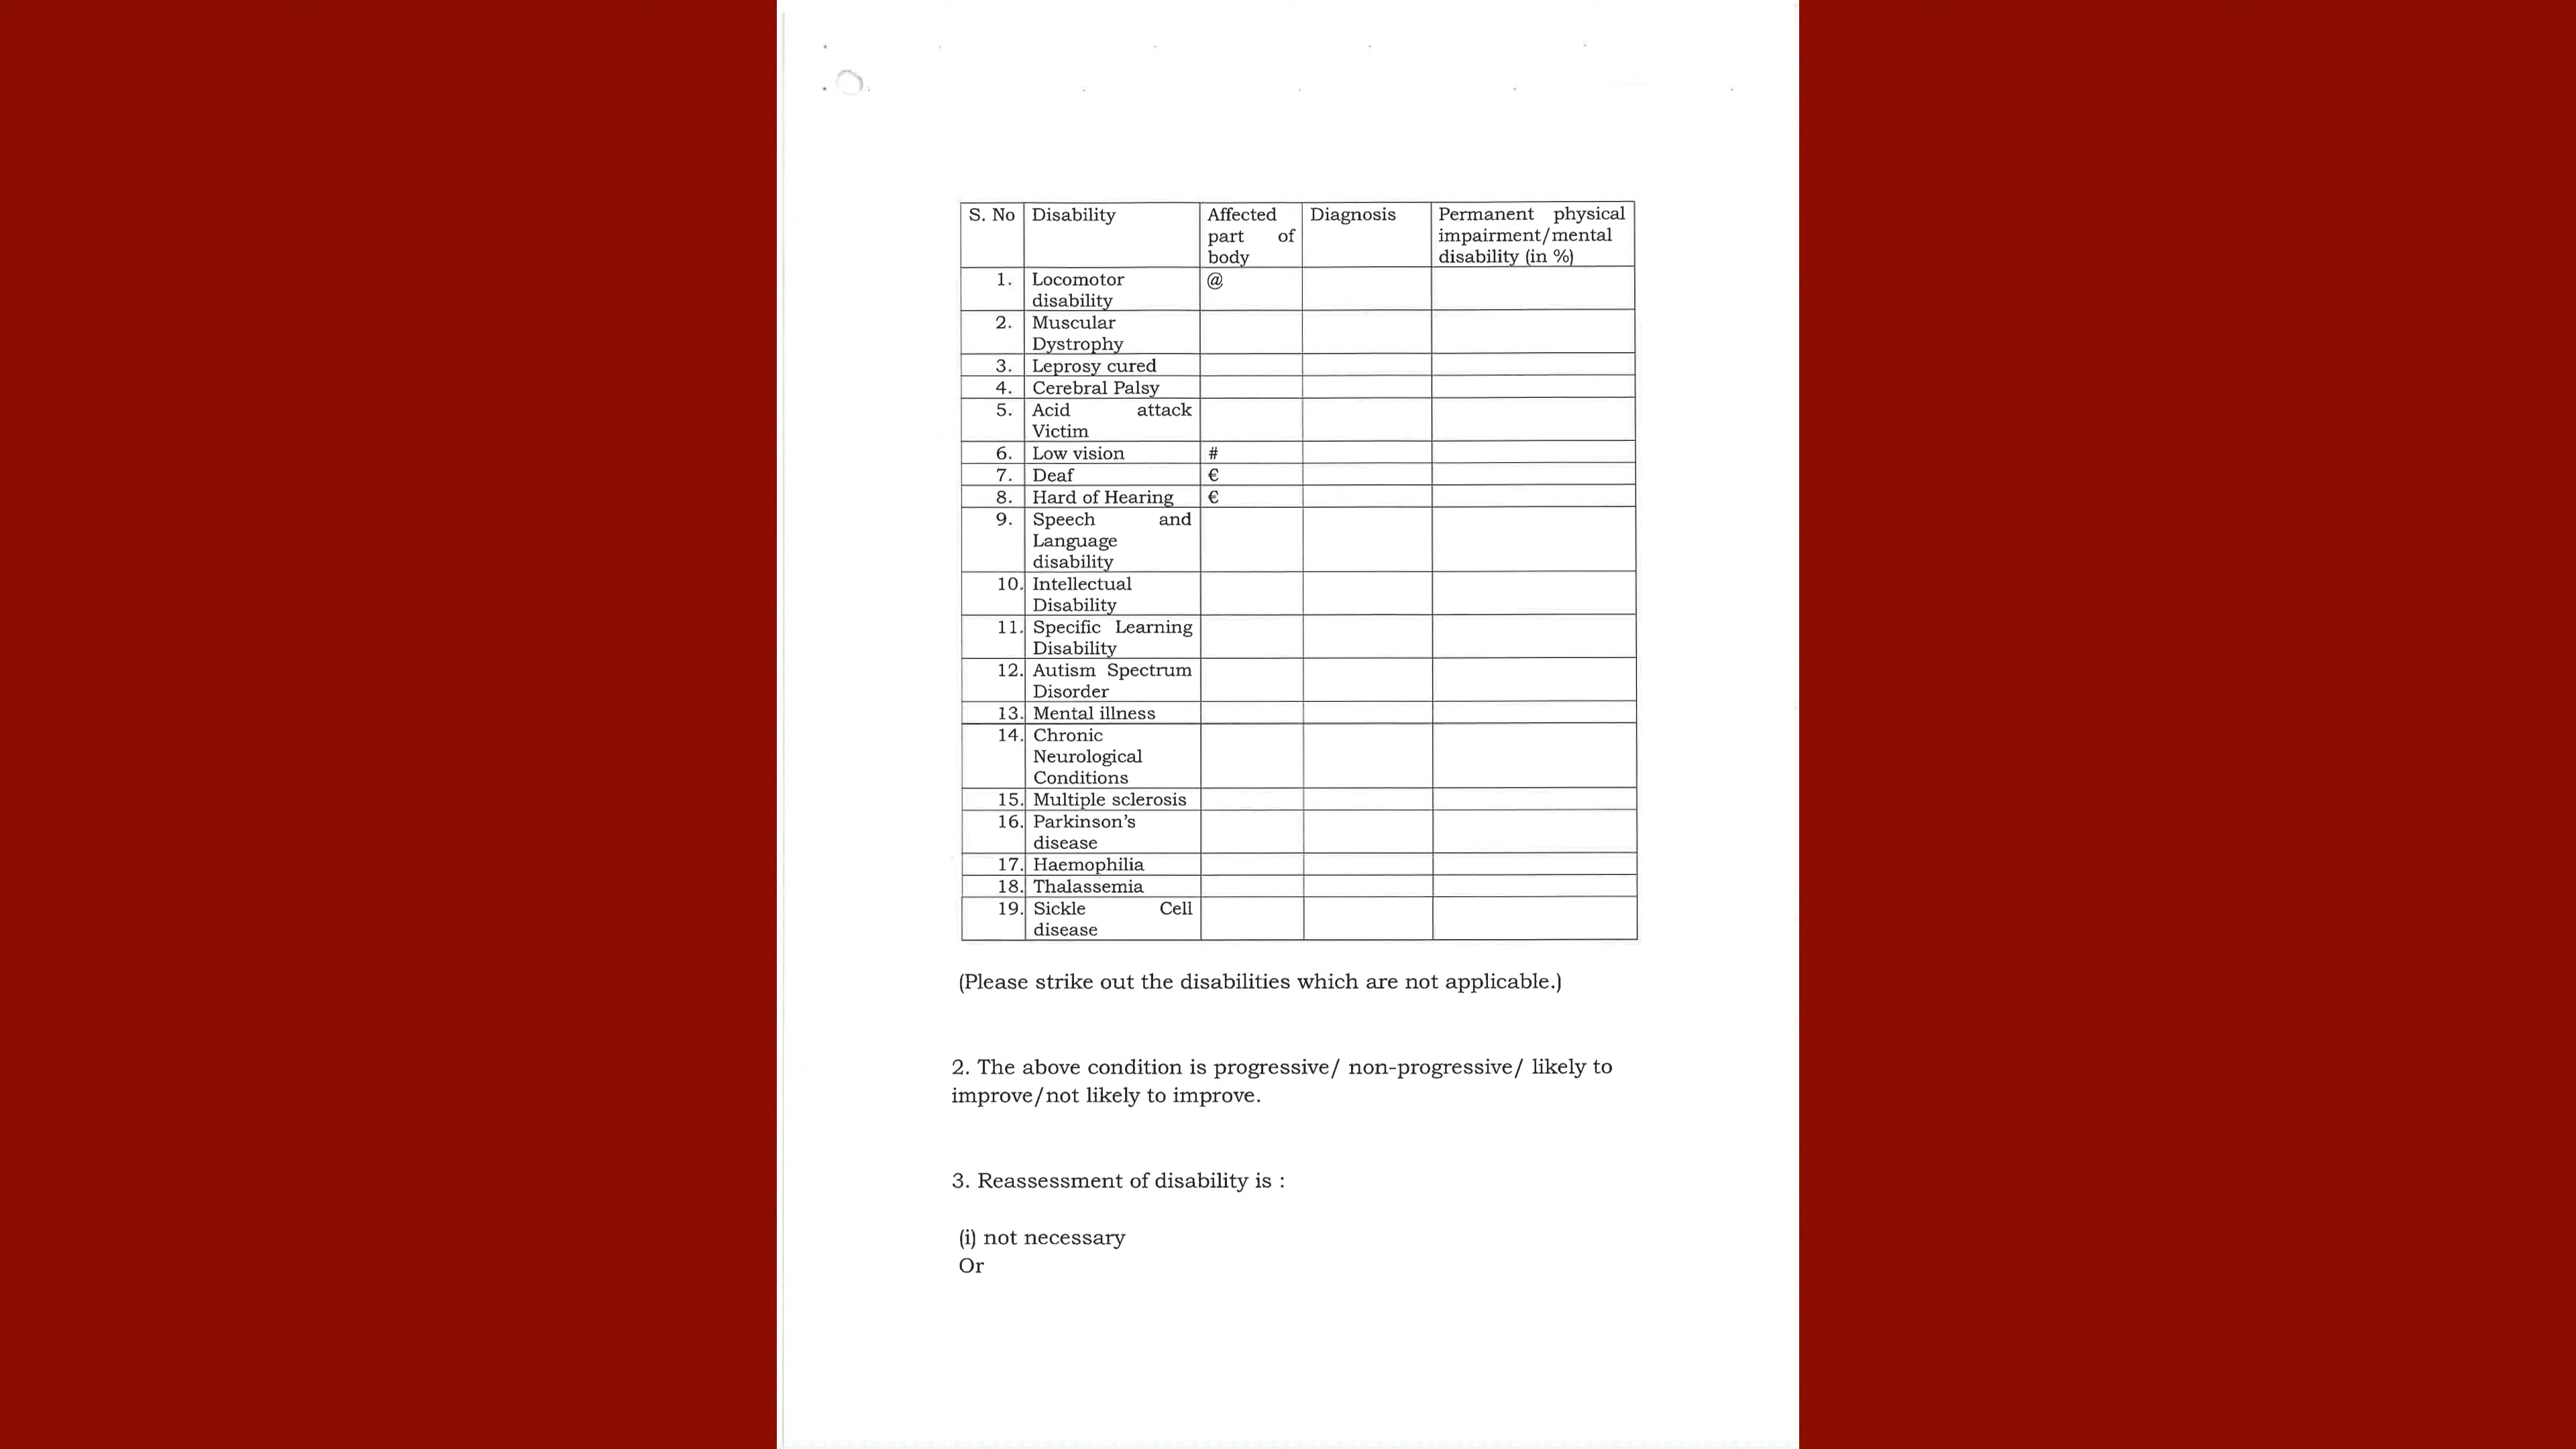 S. No Disability Affected part of body Diagnosis Permanent physical impairment/mental disability (in %)
1. Locomotor disability @
2. Muscular Dystrophy
3. Leprosy cured
4. Cerebral Palsy
5. Acid attack Victim
6. Low vision #
7. Deaf €
8. Hard of Hearing €
9. Speech and Language disability
10. Intellectual Disability
11. Specific Learning Disability
12. Autism Spectrum Disorder
13. Mental illness
14. Chronic Neurological Conditions
15. Multiple sclerosis
16. Parkinson’s disease
17. Haemophilia
18. Thalassemia
19. Sickle Cell disease
(Please strike out the disabilities which are not applicable.)
2. The above condition is progressive/ non-progressive/ likely to
improve/not likely to improve.
3. Reassessment of disability is :
(i) not necessary
Or